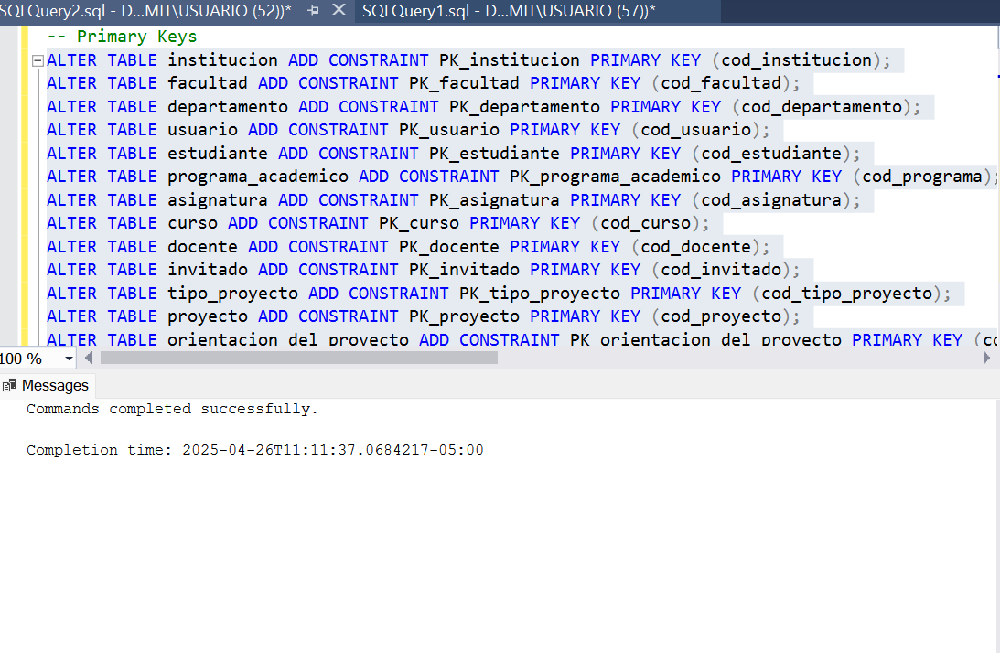 SQLQuery2.sql - D...MIT\USUARIO (52))* SQLQuery1.sql - D...MIT\USUARIO (57))*
-- Primary Keys
ALTER TABLE institucion ADD CONSTRAINT PK_institucion PRIMARY KEY (cod_institucion);
ALTER TABLE facultad ADD CONSTRAINT PK_facultad PRIMARY KEY (cod_facultad);
ALTER TABLE departamento ADD CONSTRAINT PK_departamento PRIMARY KEY (cod_departamento);
ALTER TABLE usuario ADD CONSTRAINT PK_usuario PRIMARY KEY (cod_usuario);
ALTER TABLE estudiante ADD CONSTRAINT PK_estudiante PRIMARY KEY (cod_estudiante);
ALTER TABLE programa_academico ADD CONSTRAINT PK_programa_academico PRIMARY KEY (cod_programa);
ALTER TABLE asignatura ADD CONSTRAINT PK_asignatura PRIMARY KEY (cod_asignatura);
ALTER TABLE curso ADD CONSTRAINT PK_curso PRIMARY KEY (cod_curso);
ALTER TABLE docente ADD CONSTRAINT PK_docente PRIMARY KEY (cod_docente);
ALTER TABLE invitado ADD CONSTRAINT PK_invitado PRIMARY KEY (cod_invitado);
ALTER TABLE tipo_proyecto ADD CONSTRAINT PK_tipo_proyecto PRIMARY KEY (cod_tipo_proyecto);
ALTER TABLE proyecto ADD CONSTRAINT PK_proyecto PRIMARY KEY (cod_proyecto);
ALTER TABLE orientacion_del_proyecto ADD CONSTRAINT PK_orientacion_del_proyecto PRIMARY KEY (co
100 %
Messages
Commands completed successfully.
Completion time: 2025-04-26T11:11:37.0684217-05:00